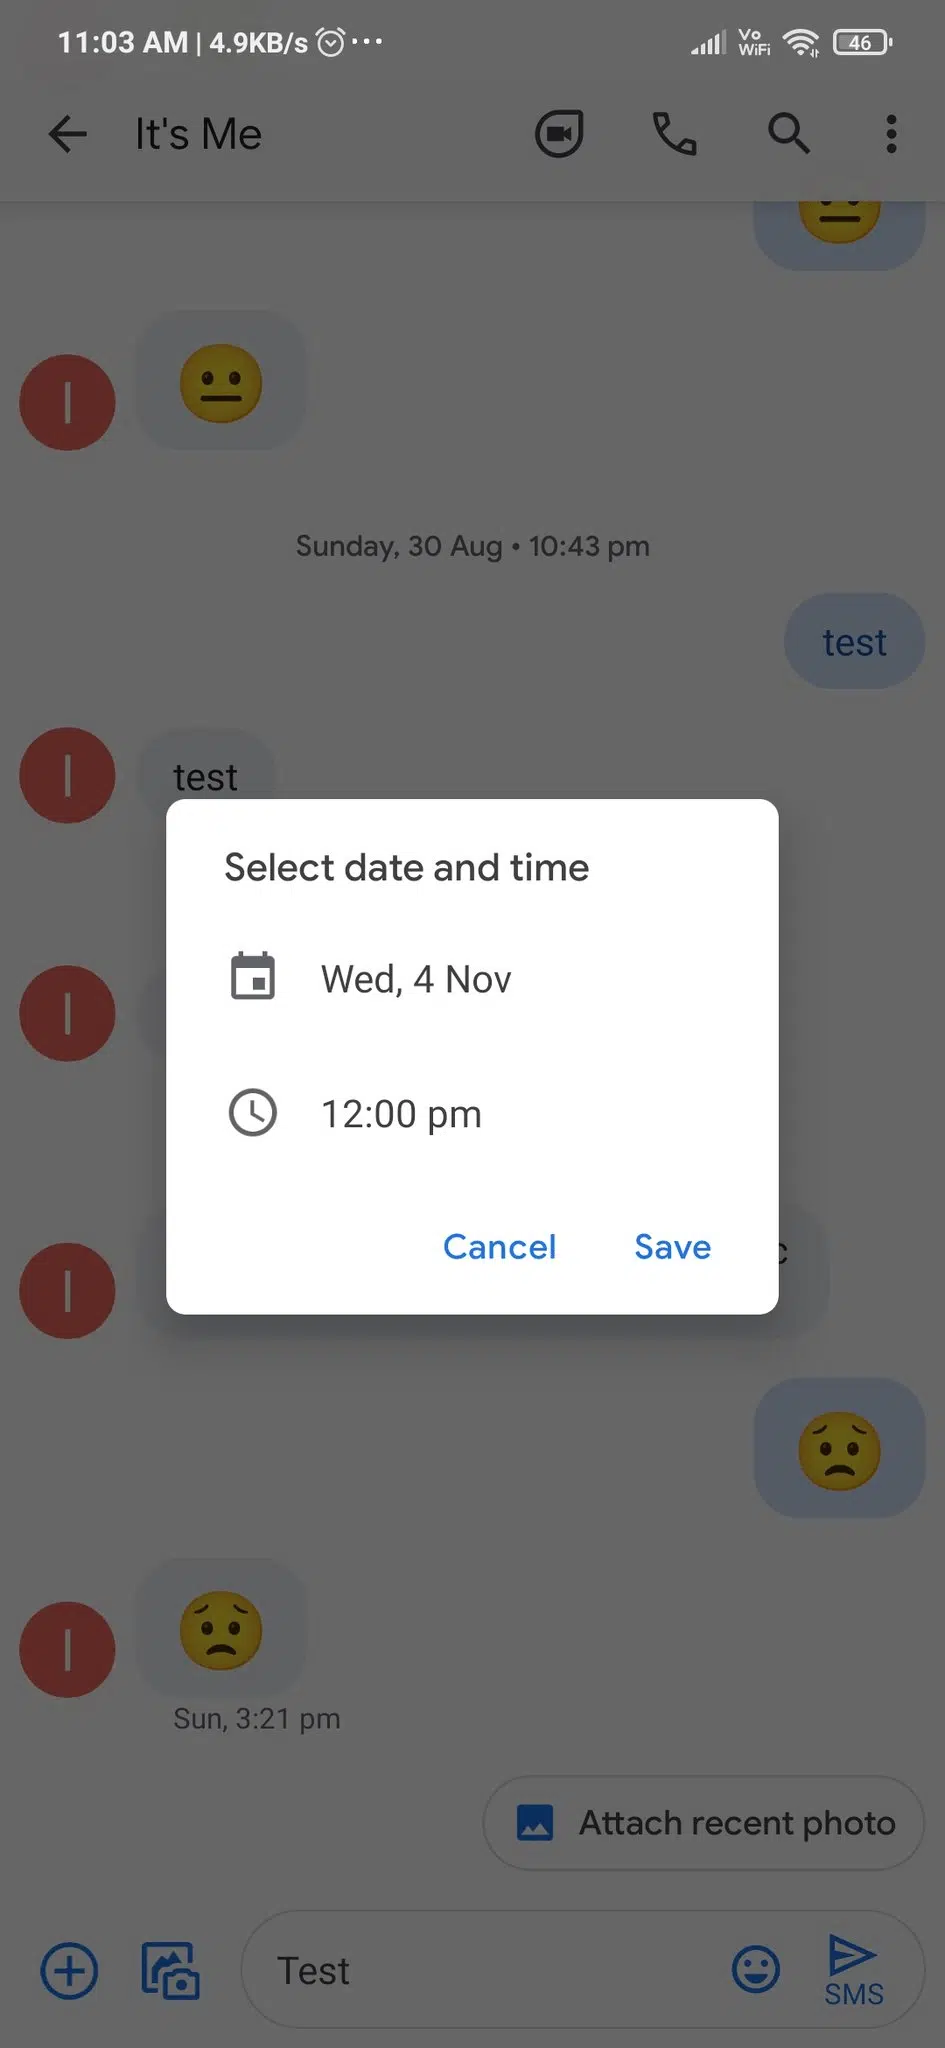 11:03 AM | 4.9KB/s
Vo
WiFi
46
It's Me
Sunday, 30 Aug • 10:43 pm
test
I
test
I
Select date and time
Wed, 4 Nov
12:00 pm
Cancel
Save
I
I
I
Sun, 3:21 pm
Attach recent photo
Test
SMS